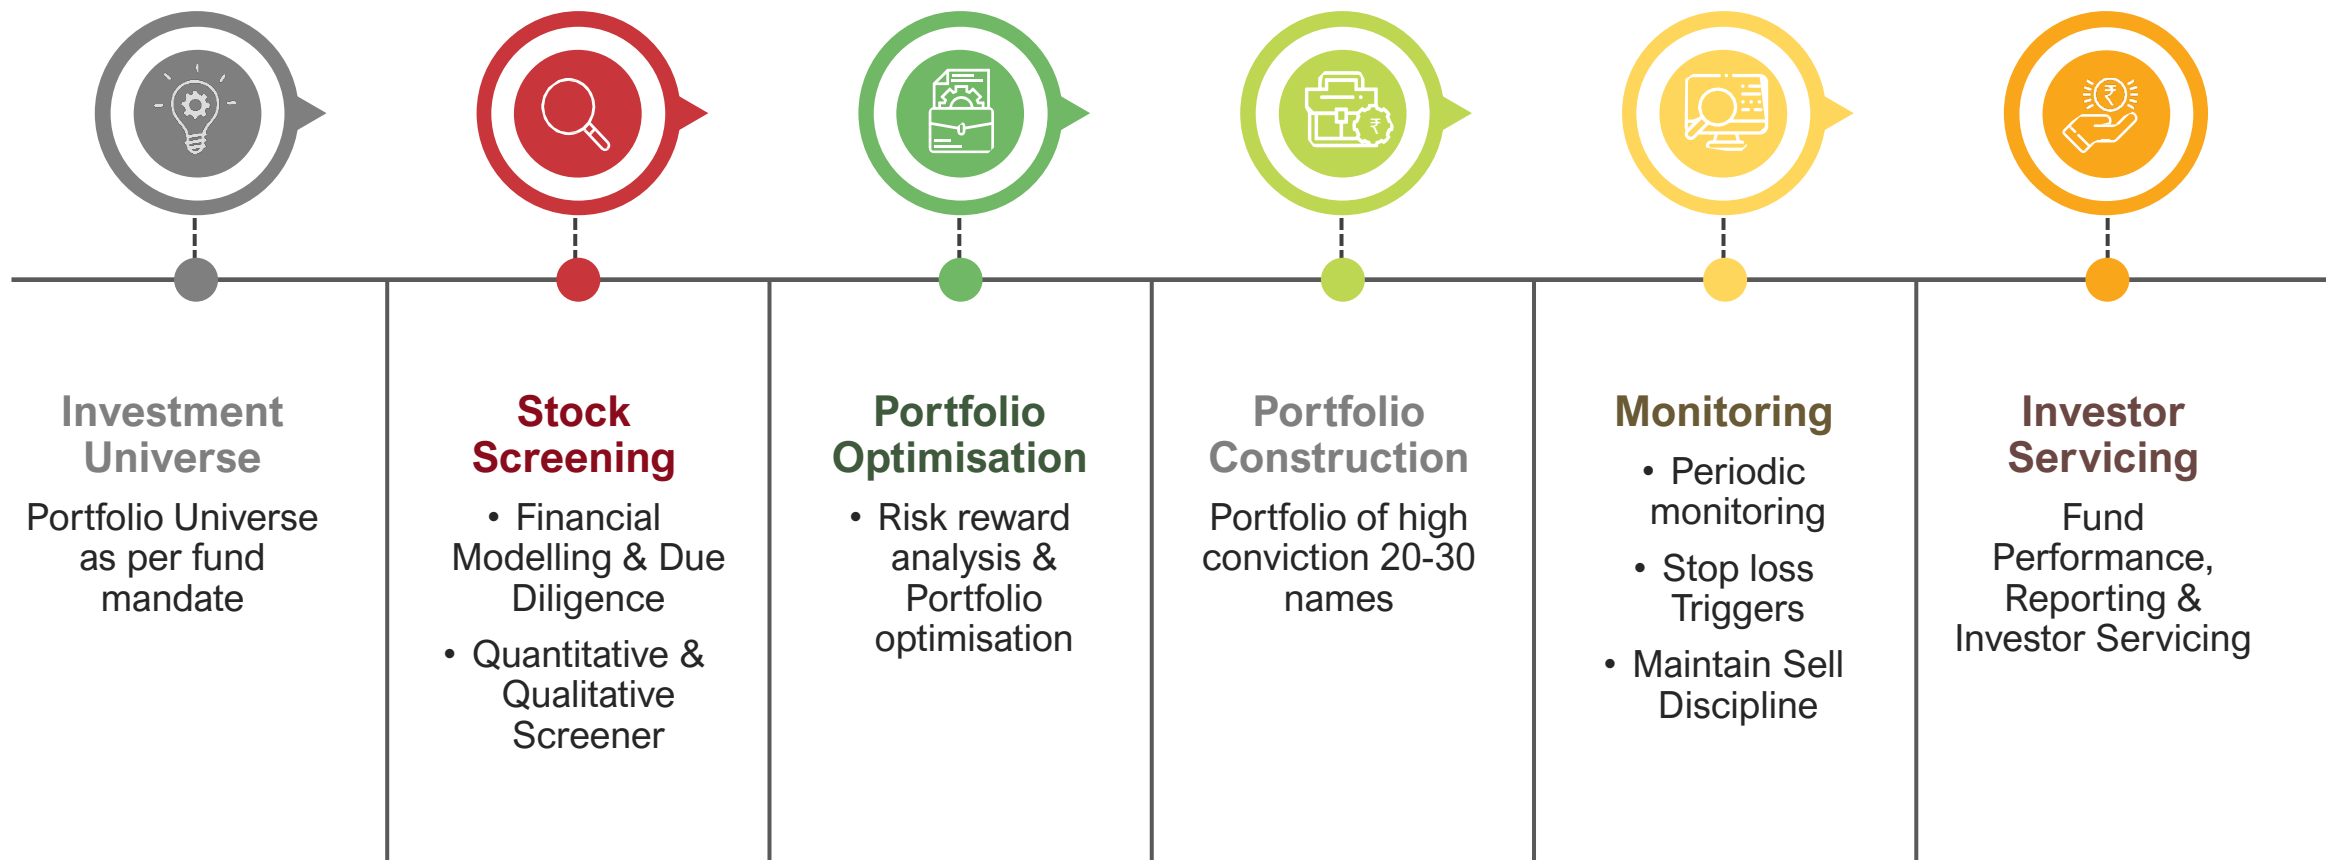 ₹
₹
Investment
Universe
Portfolio Universe
as per fund
mandate
Stock
Screening
• Financial
Modelling & Due
Diligence
• Quantitative &
Qualitative
Screener
Portfolio
Optimisation
• Risk reward
analysis &
Portfolio
optimisation
Portfolio
Construction
Portfolio of high
conviction 20-30
names
Monitoring
• Periodic
monitoring
• Stop loss
Triggers
• Maintain Sell
Discipline
Investor
Servicing
Fund
Performance,
Reporting &
Investor Servicing